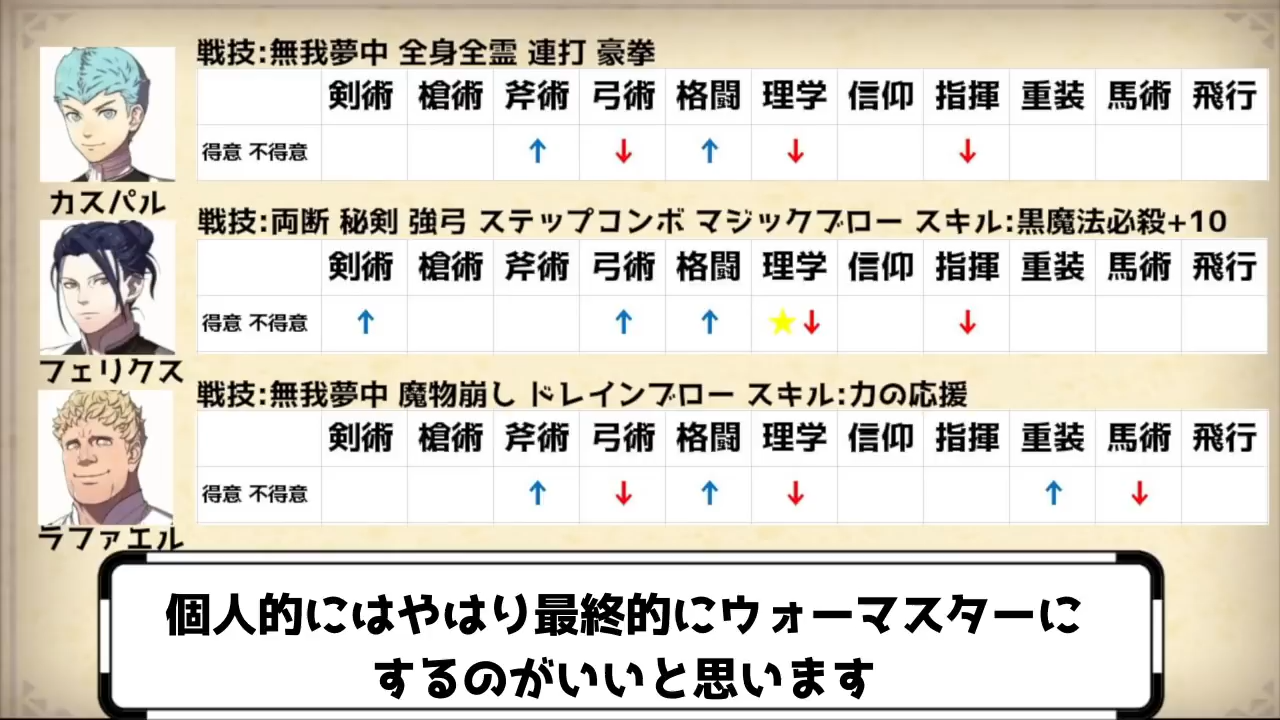 戦技:無我夢中 全身全霊 連打 豪拳
剣術 槍術 斧術 弓術 格闘 理学 信仰 指揮 重装 馬術 飛行
得意 不得意 ↑ ↓ ↑ ↓ ↓
カスパル
戦技:両断 秘剣 強弓 ステップコンボ マジックブロー スキル:黒魔法必殺+10
剣術 槍術 斧術 弓術 格闘 理学 信仰 指揮 重装 馬術 飛行
得意 不得意 ↑ ↑ ↑ ★↓ ↓
フェリクス
戦技:無我夢中 魔物崩し ドレインブロー スキル:力の応援
剣術 槍術 斧術 弓術 格闘 理学 信仰 指揮 重装 馬術 飛行
得意 不得意 ↑ ↓ ↑ ↓ ↑ ↓
ラファエル
個人的にはやはり最終的にウォーマスターに
するのがいいと思います